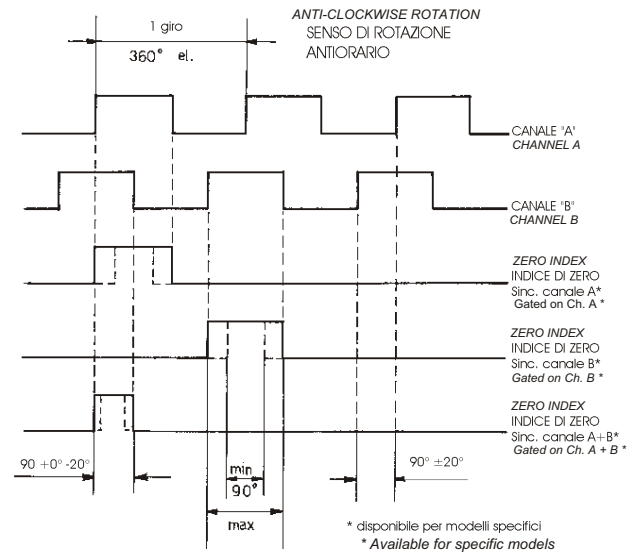 ANTI-CLOCKWISE ROTATION
1 giro
SENSO DI ROTAZIONE
360° el.
ANTIORARIO
CANALE "A"
CHANNEL A
CANALE "B"
CHANNEL B
ZERO INDEX
INDICE DI ZERO
Sinc. canale A*
Gated on Ch. A *
ZERO INDEX
INDICE DI ZERO
Sinc. canale B*
Gated on Ch. B *
ZERO INDEX
INDICE DI ZERO
Sinc. canale A+B*
Gated on Ch. A + B *
90 +0° -20°
min
90°
max
90° ±20°
* disponibile per modelli specifici
* Available for specific models